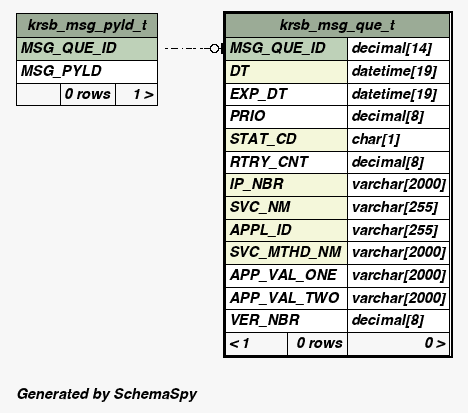 krsb_msg_pyld_t
MSG_QUE_ID
MSG_PYLD
0 rows 1 >
krsb_msg_que_t
MSG_QUE_ID decimal[14]
DT datetime[19]
EXP_DT datetime[19]
PRIO decimal[8]
STAT_CD char[1]
RTRY_CNT decimal[8]
IP_NBR varchar[2000]
SVC_NM varchar[255]
APPL_ID varchar[255]
SVC_MTHD_NM varchar[2000]
APP_VAL_ONE varchar[2000]
APP_VAL_TWO varchar[2000]
VER_NBR decimal[8]
< 1 0 rows 0 >
Generated by SchemaSpy